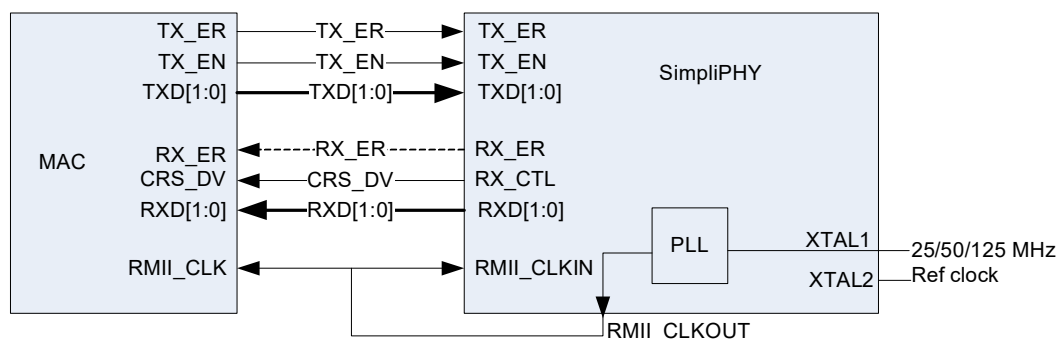 TX_ER TX_ER TX_ER
TX_EN TX_EN TX_EN
TXD[1:0] TXD[1:0] TXD[1:0]
SimpliPHY
MAC
RX_ER RX_ER RX_ER
CRS_DV CRS_DV RX_CTL
RXD[1:0] RXD[1:0] RXD[1:0]
PLL
XTAL1
25/50/125 MHz
RMII_CLK RMII_CLKIN
XTAL2
Ref clock
RMII_CLKOUT